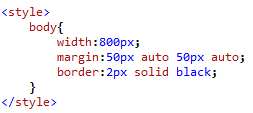 <style>
    body{
        width:800px;
        margin:50px auto 50px auto;
        border:2px solid black;
    }
</style>